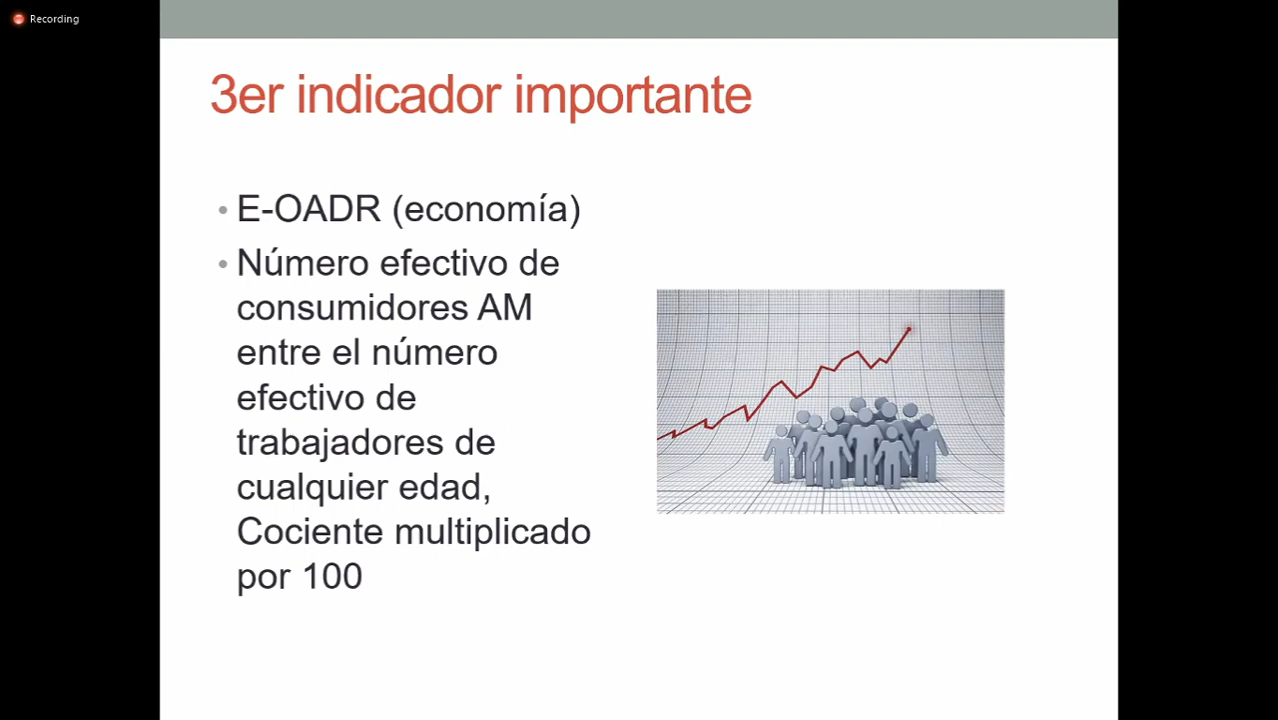 Recording
3er indicador importante
• E-OADR (economía)
• Número efectivo de
consumidores AM
entre el número
efectivo de
trabajadores de
cualquier edad,
Cociente multiplicado
por 100